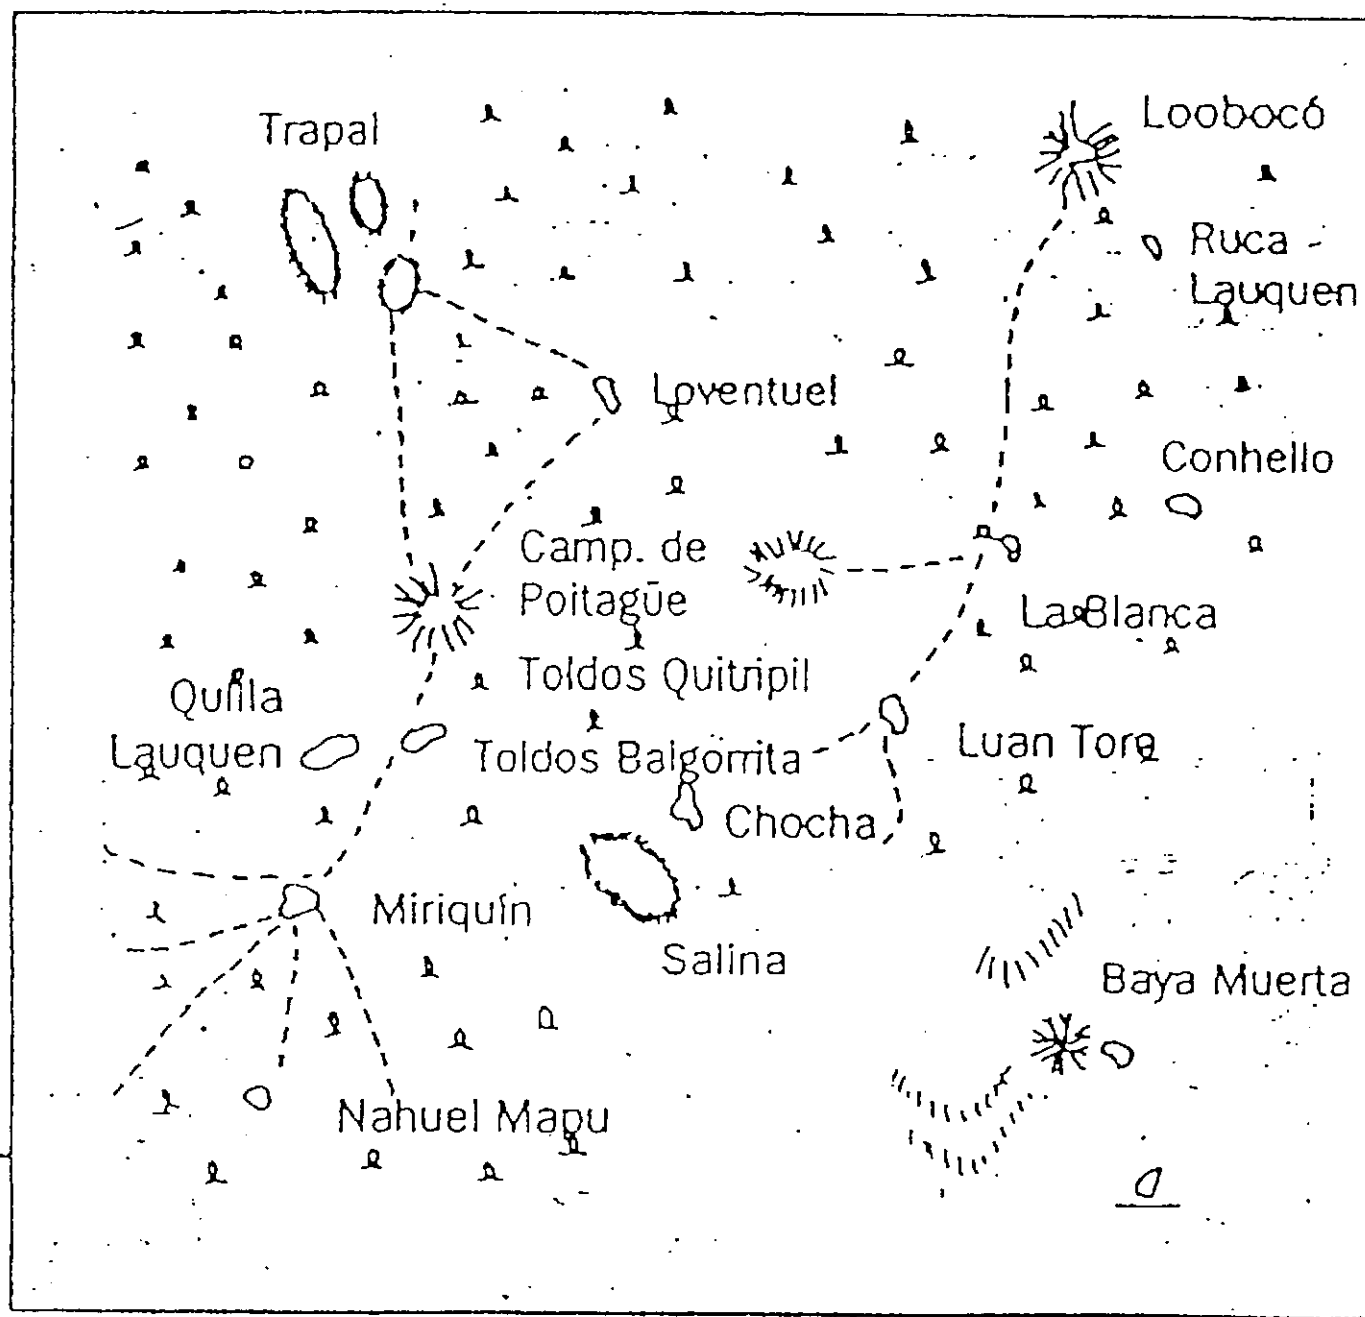 Trapal
Loobocó
Ruca -
Lauquen
Loventuel
Conhello
Camp. de
Poitagüe
La Blanca
Toldos Quitripil
Quilla
Lauquen
Toldos Balgorrita
Luan Toro
Chocha
Miriquín
Salina
Baya Muerta
Nahuel Mapu